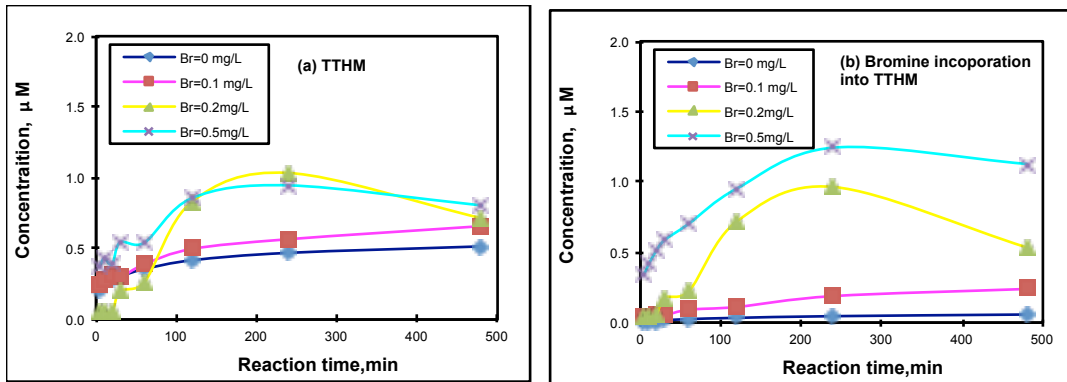 2.0
1.5
1.0
0.5
0.0
Concentraition, μ M
Br=0 mg/L
Br=0.1 mg/L
Br=0.2mg/L
Br=0.5mg/L
(a) TTHM
0 100 200 300 400 500
Reaction time,min
2.0
1.5
1.0
0.5
0.0
Concentraition, μ M
Br=0 mg/L
Br=0.1 mg/L
Br=0.2mg/L
Br=0.5mg/L
(b) Bromine incoporation
into TTHM
0 100 200 300 400 500
Reaction time,min